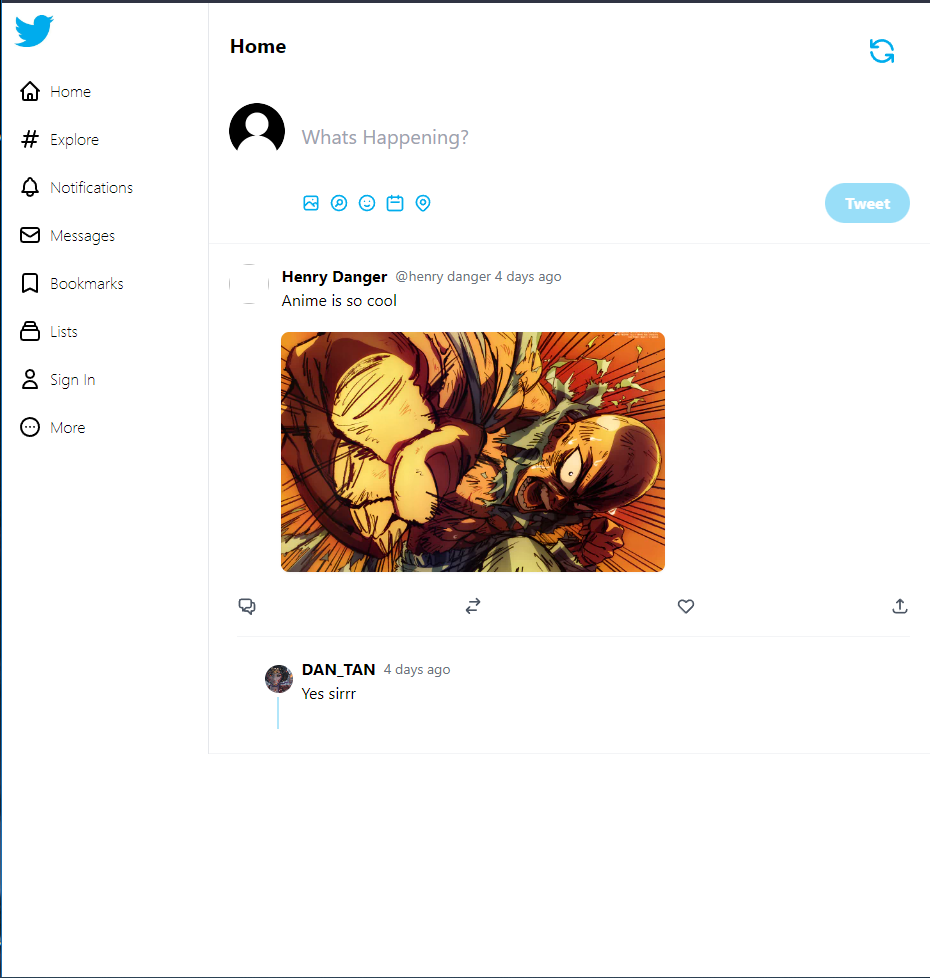 Home
Home
Explore
Notifications
Messages
Bookmarks
Lists
Sign In
More
Whats Happening?
Tweet
Henry Danger @henry danger 4 days ago
Anime is so cool
DAN_TAN 4 days ago
Yes sirrr